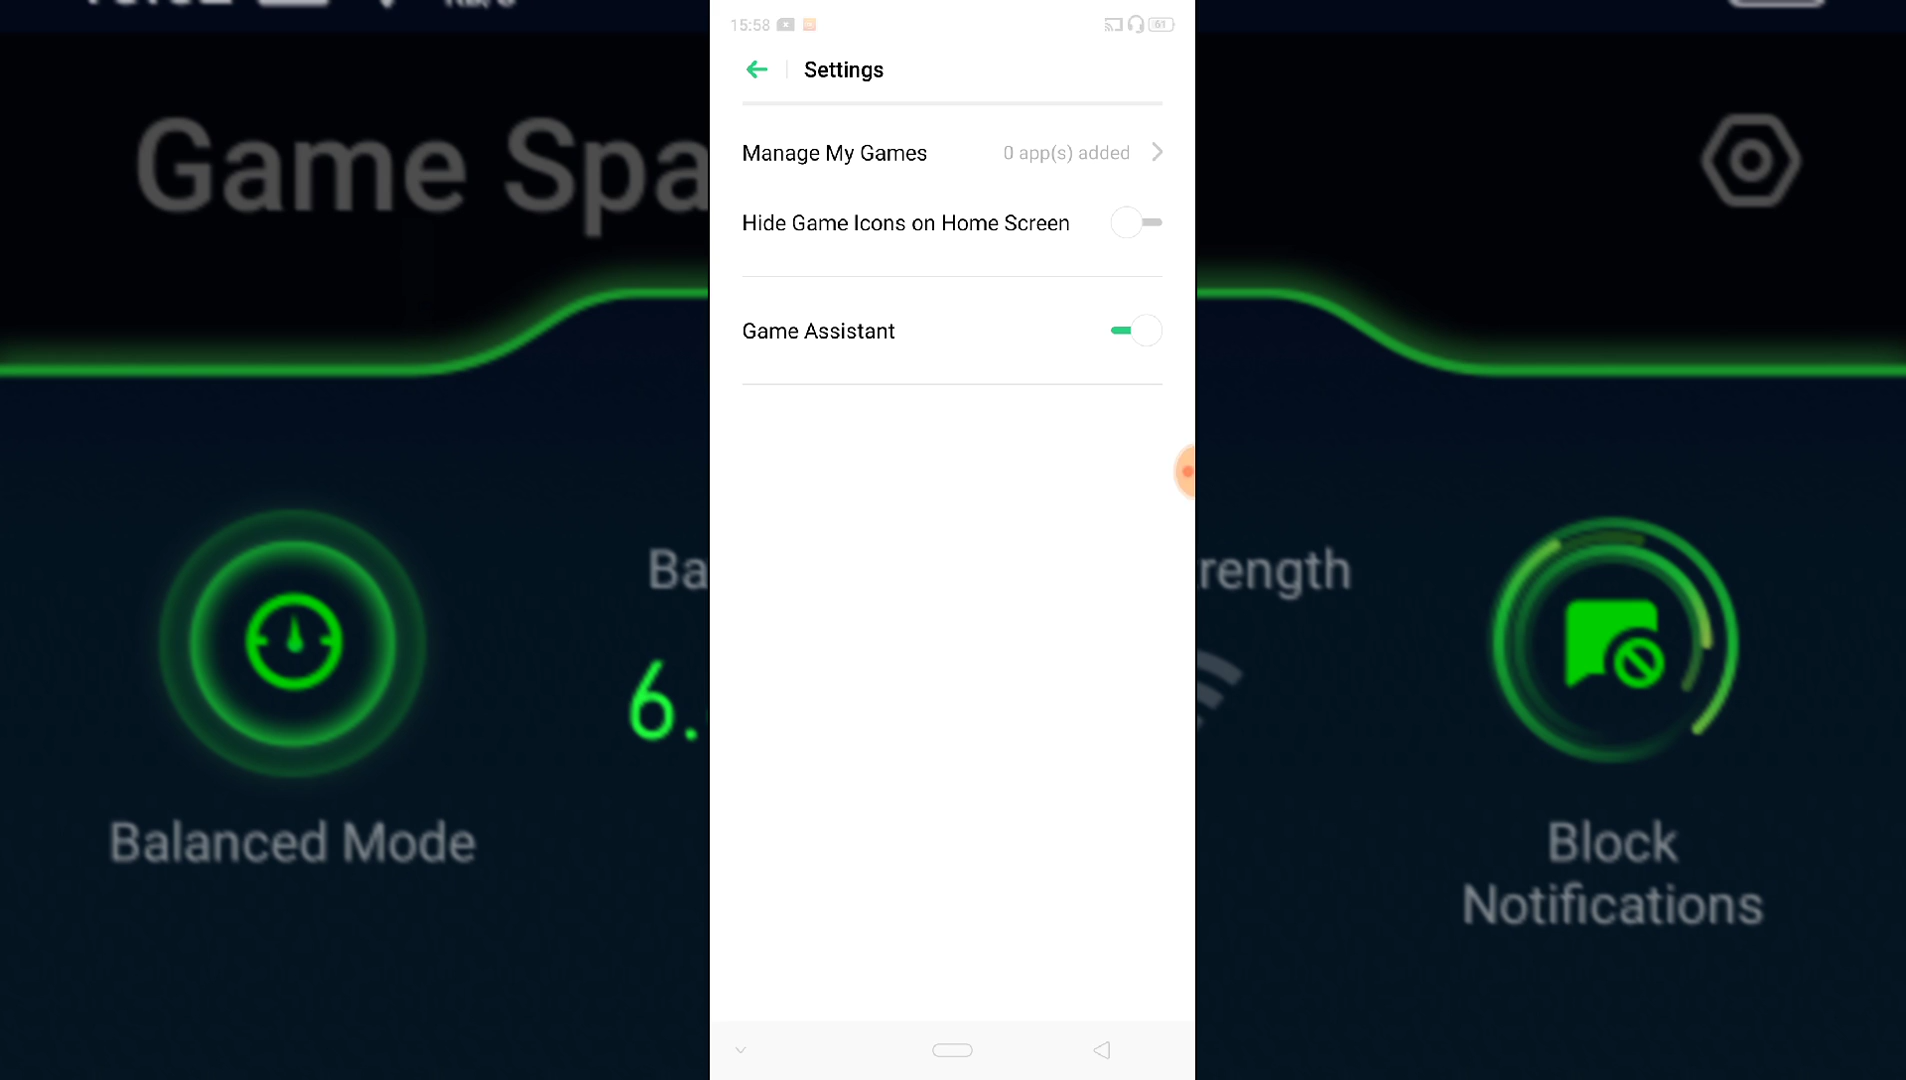 15:58
61
Settings
Game Spa
Manage My Games 0 app(s) added
Hide Game Icons on Home Screen
Game Assistant
Ba
rength
6.
Balanced Mode
Block
Notifications